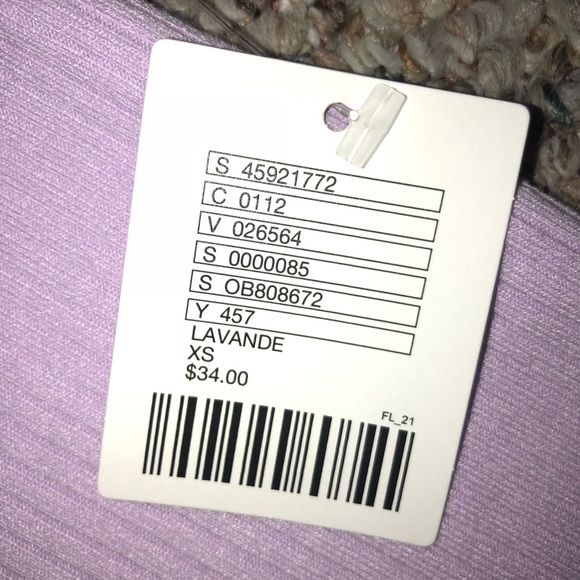 S 45921772
C 0112
V 026564
S 0000085
S OB808672
Y 457
LAVANDE
XS
$34.00
FL_21